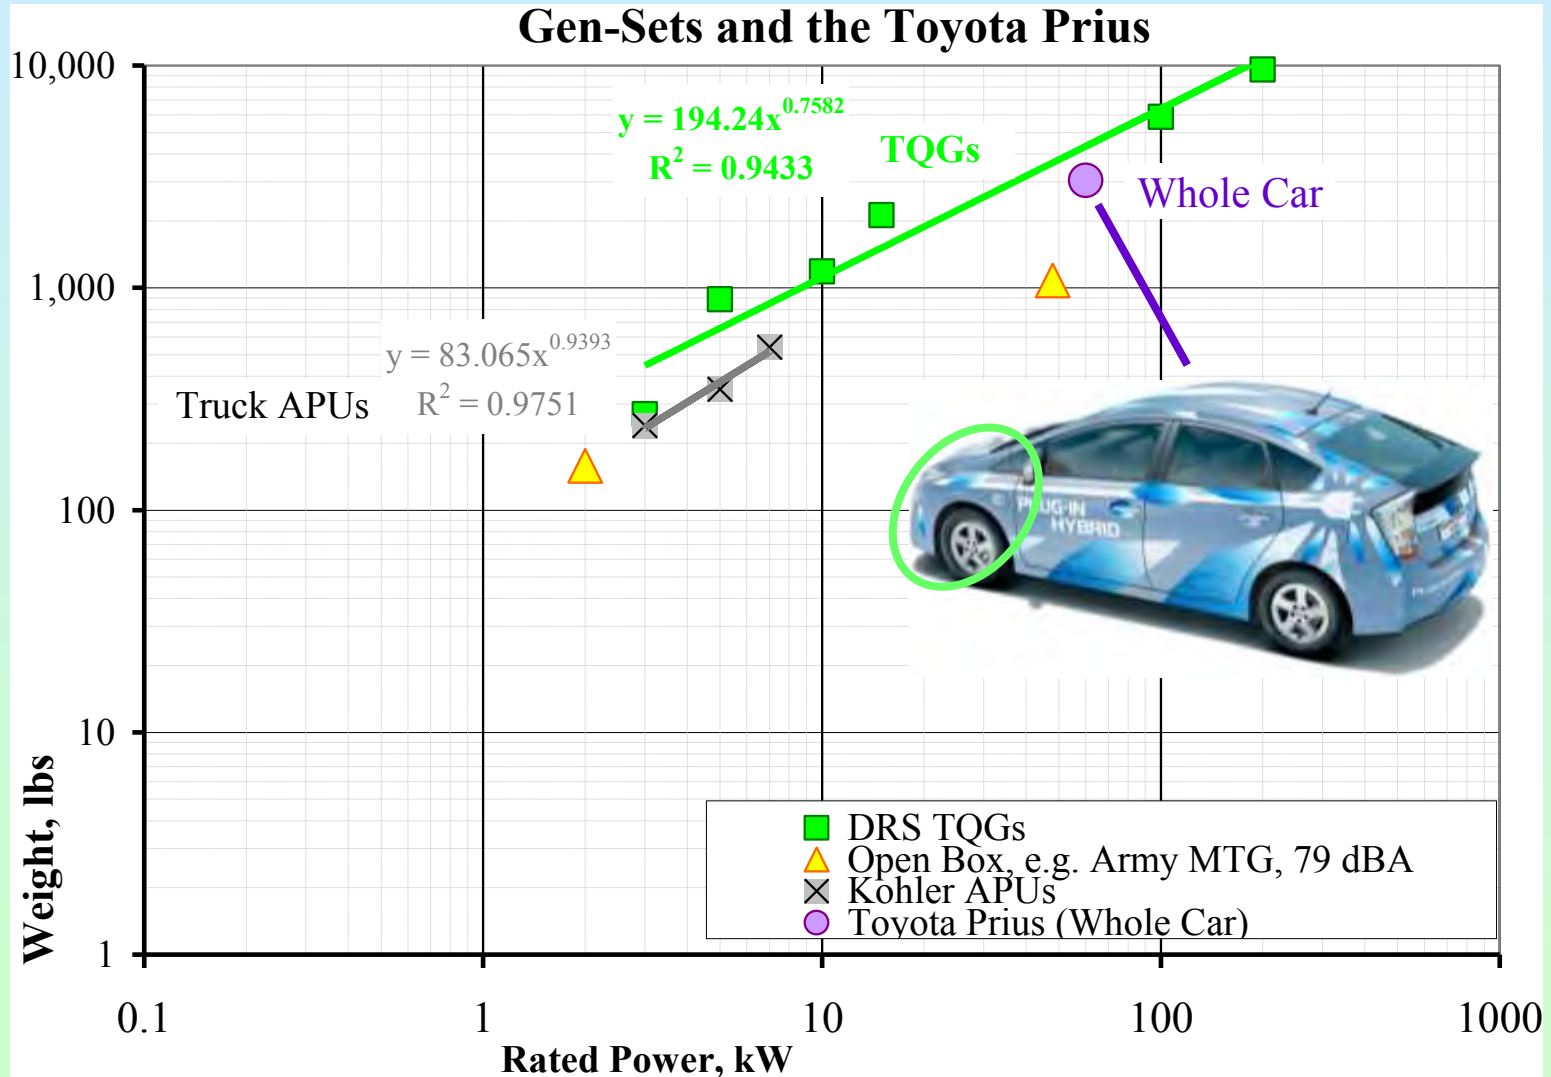 Gen-Sets and the Toyota Prius
10,000
y = 194.24x^0.7582
R^2 = 0.9433
TQGs
Whole Car
1,000
y = 83.065x^0.9393
R^2 = 0.9751
Truck APUs
100
PLUG-IN
HYBRID
10
Weight, lbs
DRS TQGs
Open Box, e.g. Army MTG, 79 dBA
Kohler APUs
Toyota Prius (Whole Car)
1
0.1
1
10
100
1000
Rated Power, kW